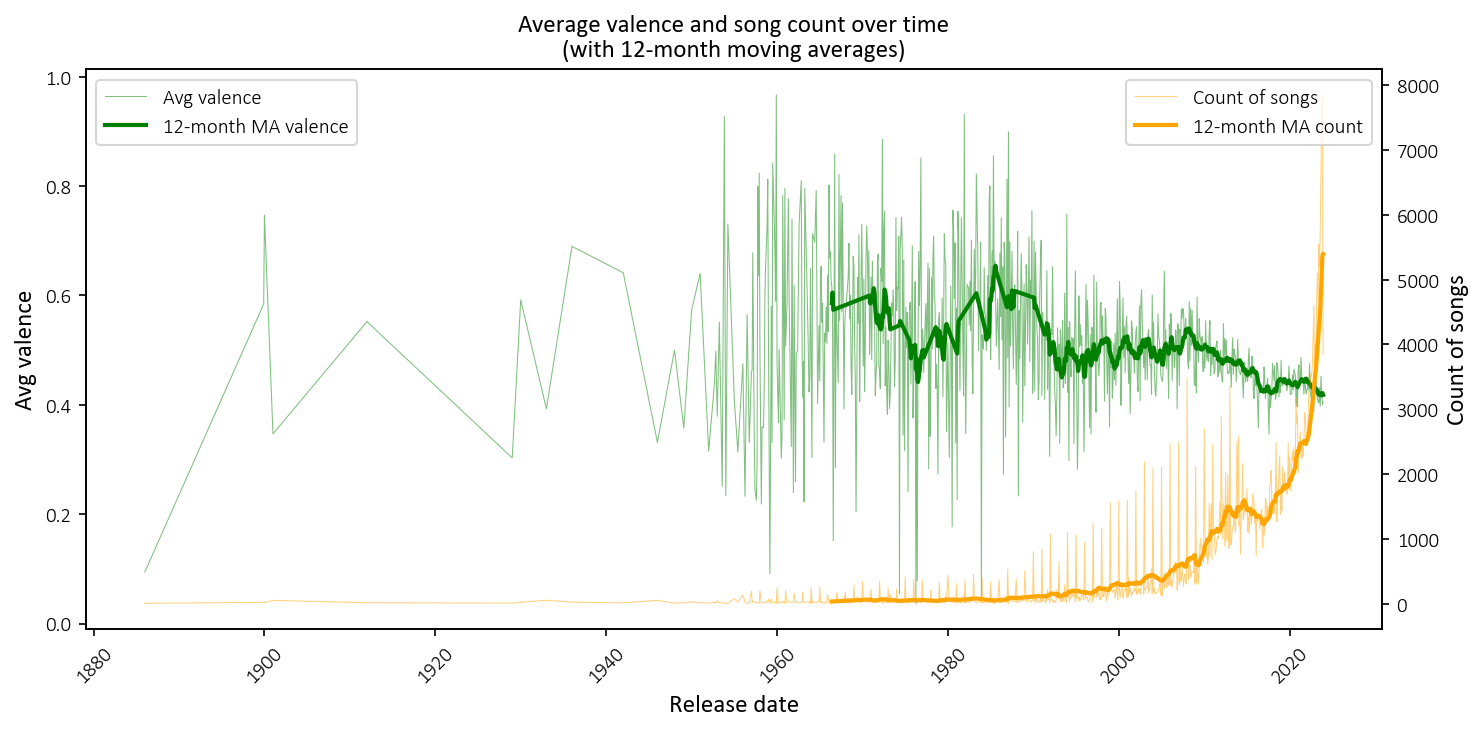 Average valence and song count over time
(with 12-month moving averages)
Avg valence
12-month MA valence
Count of songs
12-month MA count
Avg valence
1.0
0.8
0.6
0.4
0.2
0.0
8000
7000
6000
5000
4000
3000
2000
1000
0
Count of songs
1880
1900
1920
1940
1960
1980
2000
2020
Release date